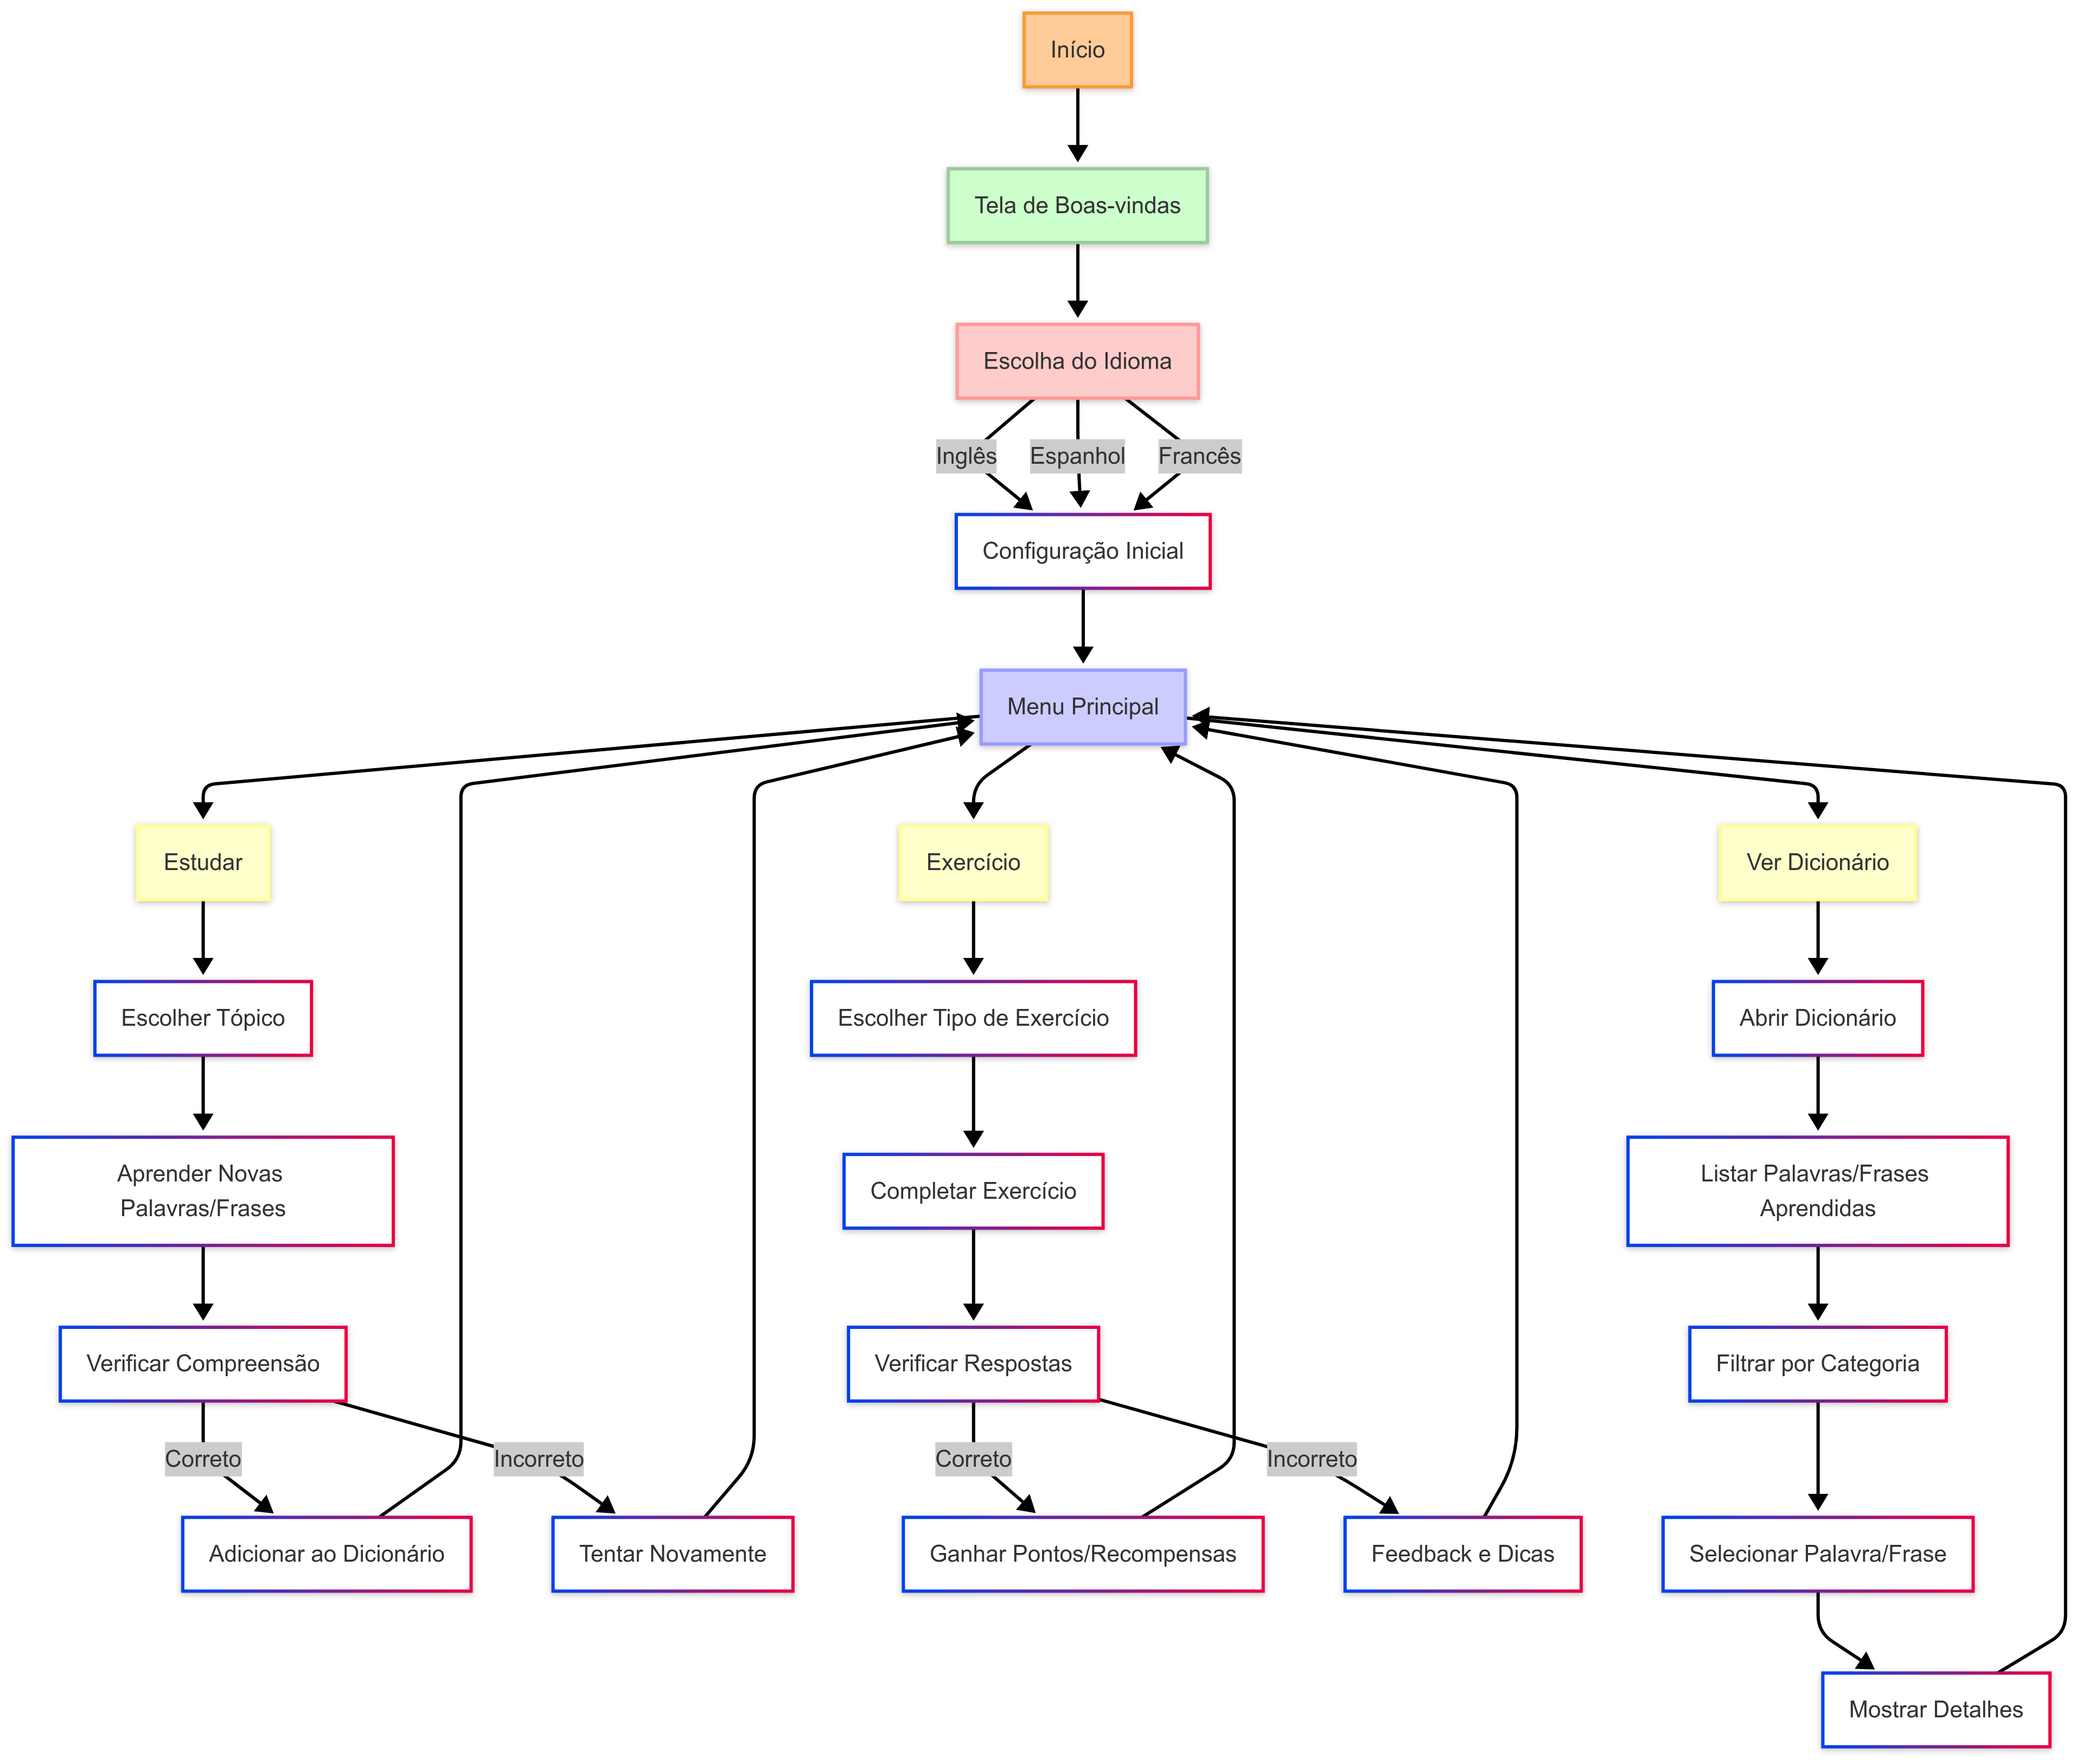 Início
Tela de Boas-vindas
Escolha do Idioma
Inglês
Espanhol
Francês
Configuração Inicial
Menu Principal
Estudar
Exercício
Ver Dicionário
Escolher Tópico
Escolher Tipo de Exercício
Abrir Dicionário
Aprender Novas
Palavras/Frases
Completar Exercício
Listar Palavras/Frases
Aprendidas
Verificar Compreensão
Verificar Respostas
Filtrar por Categoria
Correto
Incorreto
Correto
Incorreto
Adicionar ao Dicionário
Tentar Novamente
Ganhar Pontos/Recompensas
Feedback e Dicas
Selecionar Palavra/Frase
Mostrar Detalhes